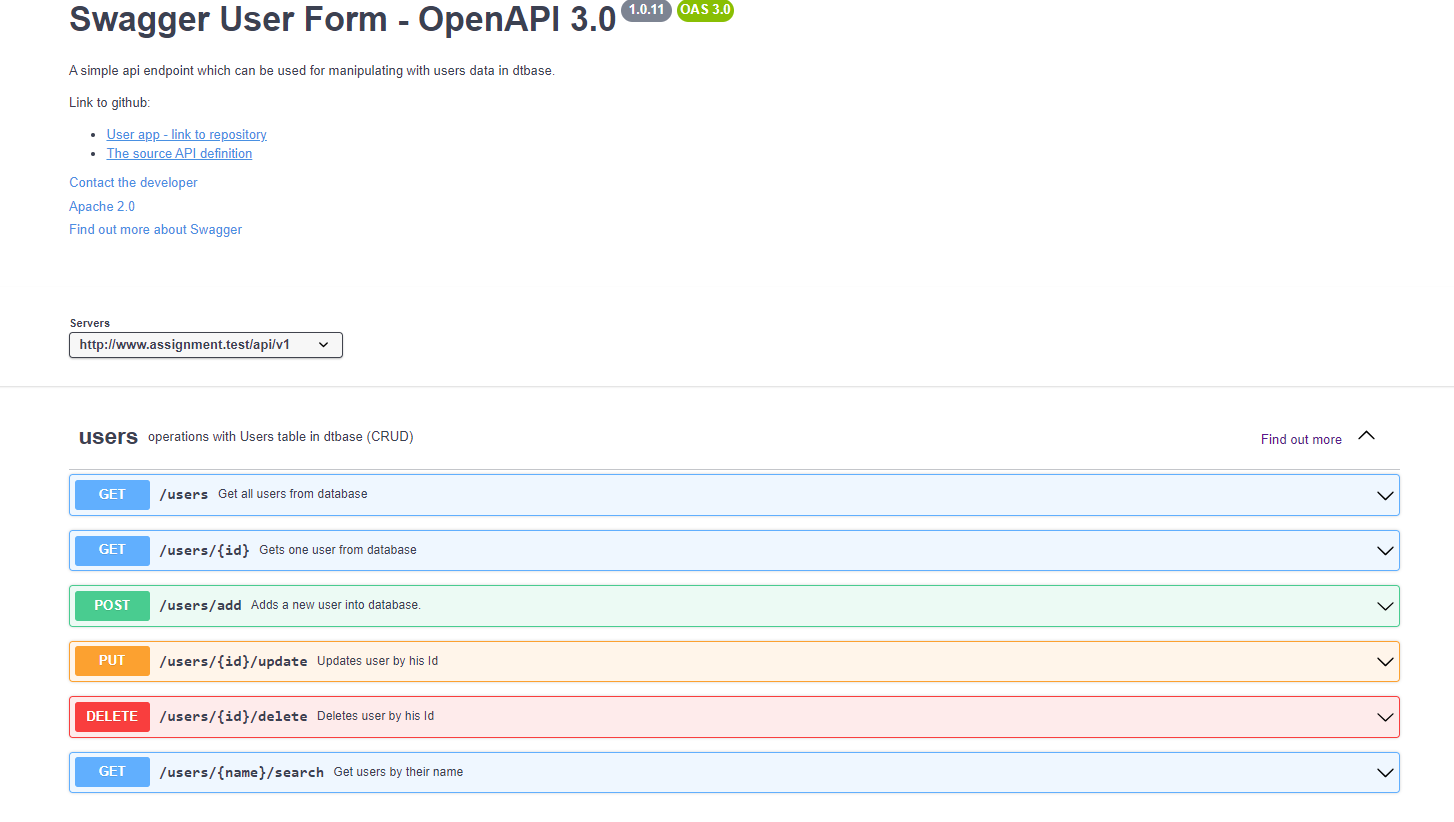 Swagger User Form - OpenAPI 3.0 1.0.11 OAS 3.0
A simple api endpoint which can be used for manipulating with users data in dtbase.
Link to github:
User app - link to repository
The source API definition
Contact the developer
Apache 2.0
Find out more about Swagger
Servers
http://www.assignment.test/api/v1
users operations with Users table in dtbase (CRUD) Find out more
GET /users Get all users from database
GET /users/{id} Gets one user from database
POST /users/add Adds a new user into database.
PUT /users/{id}/update Updates user by his Id
DELETE /users/{id}/delete Deletes user by his Id
GET /users/{name}/search Get users by their name